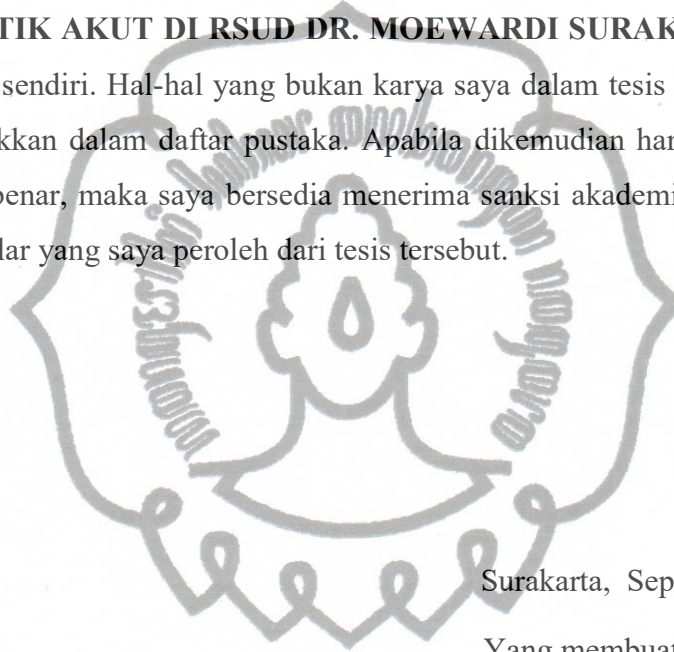 TIK AKUT DI RSUD DR. MOEWARDI SURAK
sendiri. Hal-hal yang bukan karya saya dalam tesis
kkan dalam daftar pustaka. Apabila dikemudian har
benar, maka saya bersedia menerima sanksi akademi
lar yang saya peroleh dari tesis tersebut.
Surakarta, Sep
Yang membuat